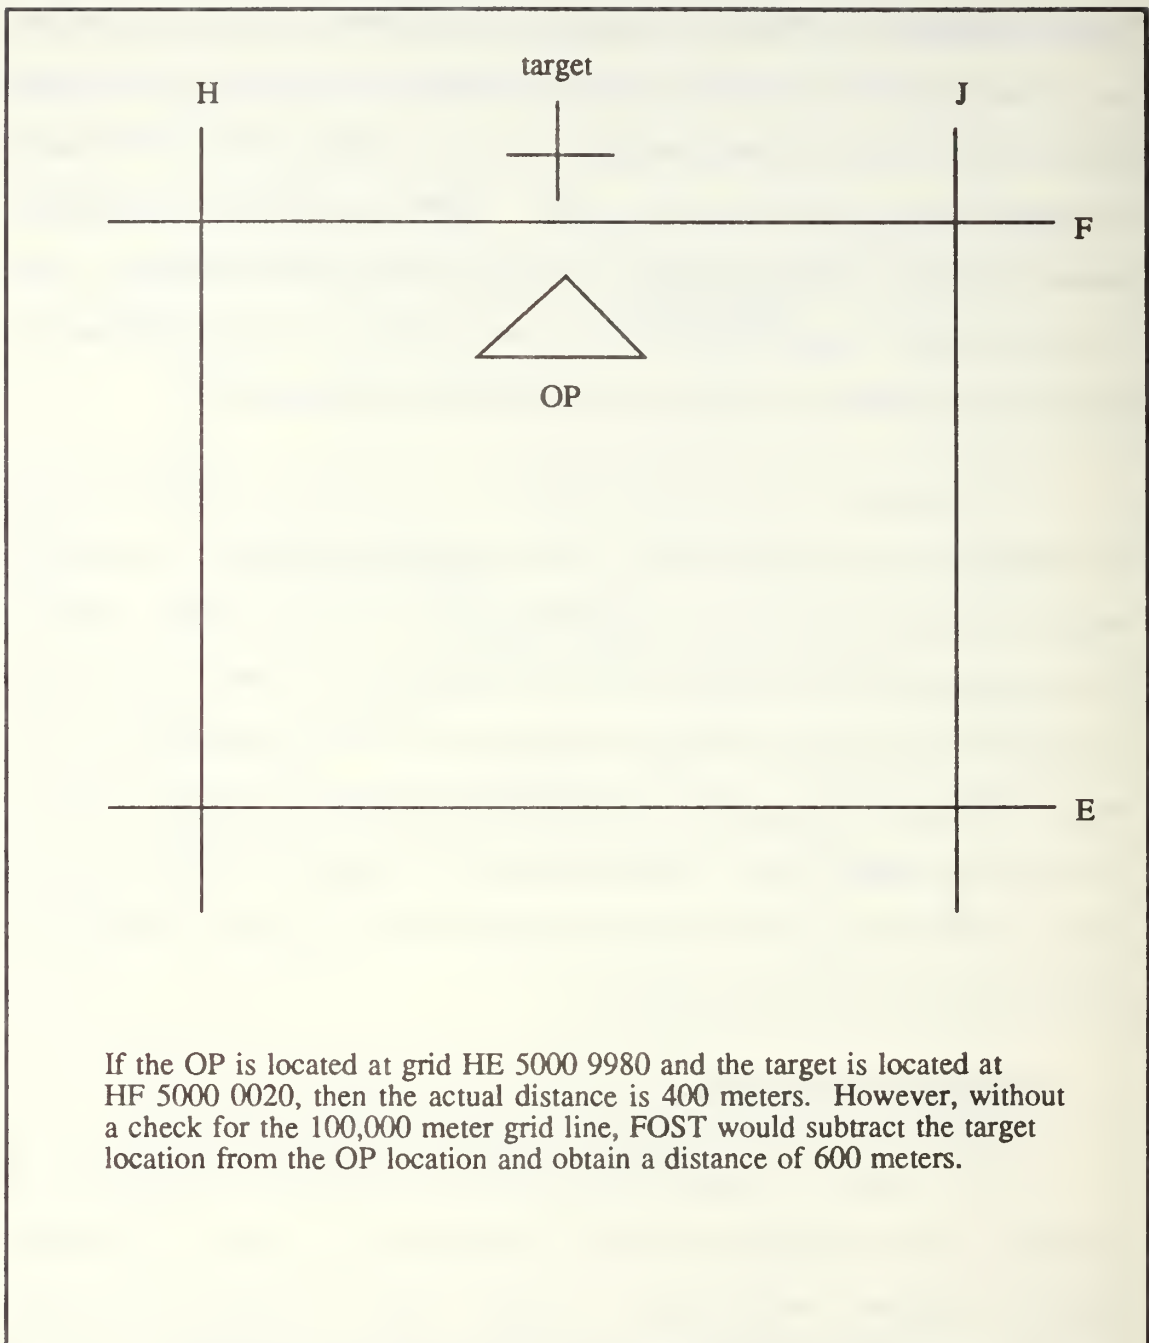 target
H
J
F
OP
E
If the OP is located at grid HE 5000 9980 and the target is located at
HF 5000 0020, then the actual distance is 400 meters. However, without
a check for the 100,000 meter grid line, FOST would subtract the target
location from the OP location and obtain a distance of 600 meters.